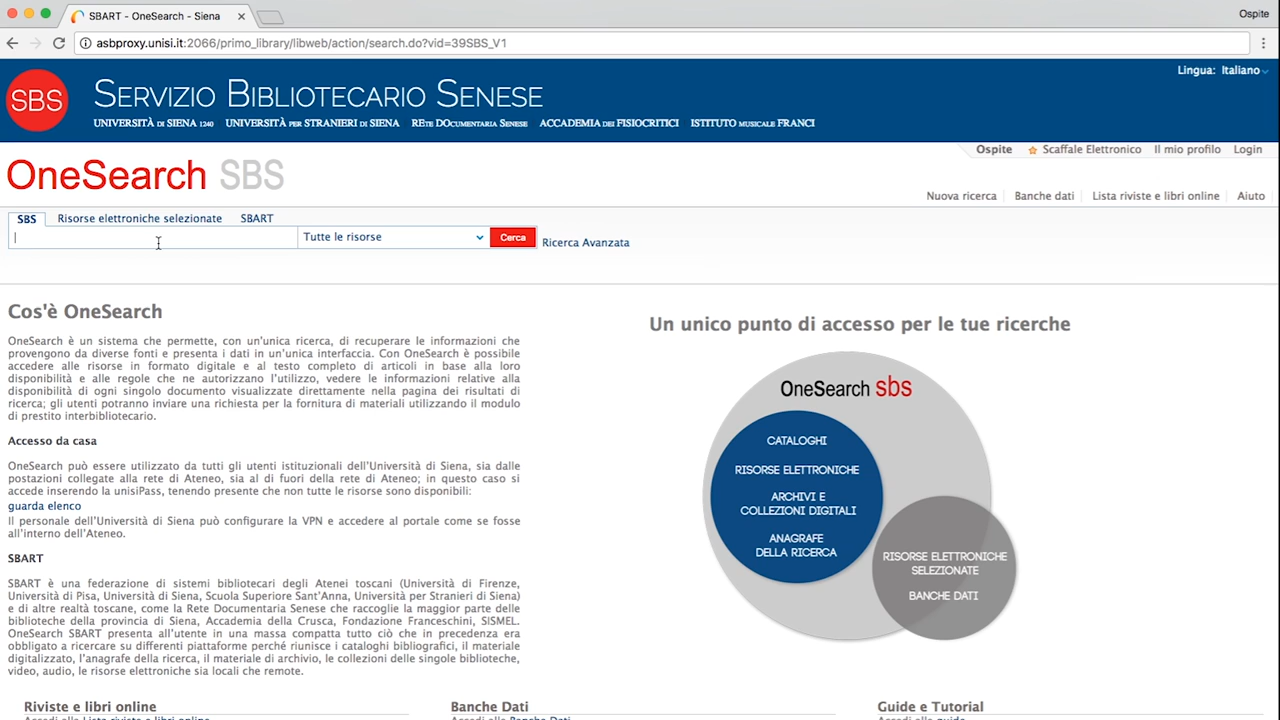 SBART - OneSearch - Siena
Ospite
asbproxy.unisi.it:2066/primo_library/libweb/action/search.do?vid=39SBS_V1
Lingua: Italiano
SBS
SERVIZIO BIBLIOTECARIO SENESE
UNIVERSITÀ DI SIENA 1240 UNIVERSITÀ PER STRANIERI DI SIENA RETE DOCUMENTARIA SENESE ACCADEMIA DEI FISIOCRITICI ISTITUTO MUSICALE FRANCI
Ospite Scaffale Elettronico Il mio profilo Login
OneSearch SBS
Nuova ricerca Banche dati Lista riviste e libri online Aiuto
SBS Risorse elettroniche selezionate SBART
Tutte le risorse Cerca Ricerca Avanzata
Cos'è OneSearch
OneSearch è un sistema che permette, con un'unica ricerca, di recuperare le informazioni che
provengono da diverse fonti e presenta i dati in un'unica interfaccia. Con OneSearch è possibile
accedere alle risorse in formato digitale e al testo completo di articoli in base alla loro
disponibilità e alle regole che ne autorizzano l'utilizzo, vedere le informazioni relative alla
disponibilità di ogni singolo documento visualizzate direttamente nella pagina dei risultati di
ricerca; gli utenti potranno inviare una richiesta per la fornitura di materiali utilizzando il modulo
di prestito interbibliotecario.
Accesso da casa
OneSearch può essere utilizzato da tutti gli utenti istituzionali dell'Università di Siena, sia dalle
postazioni collegate alla rete di Ateneo, sia al di fuori della rete di Ateneo; in questo caso si
accede inserendo la unisiPass, tenendo presente che non tutte le risorse sono disponibili:
guarda elenco
Il personale dell'Università di Siena può configurare la VPN e accedere al portale come se fosse
all'interno dell'Ateneo.
SBART
SBART è una federazione di sistemi bibliotecari degli Atenei toscani (Università di Firenze,
Università di Pisa, Università di Siena, Scuola Superiore Sant'Anna, Università per Stranieri di Siena)
e di altre realtà toscane, come la Rete Documentaria Senese che raccoglie la maggior parte delle
biblioteche della provincia di Siena, Accademia della Crusca, Fondazione Franceschini, SISMEL.
OneSearch SBART presenta all'utente in una massa compatta tutto ciò che in precedenza era
obbligato a ricercare su differenti piattaforme perché riunisce i cataloghi bibliografici, il materiale
digitalizzato, l'anagrafe della ricerca, il materiale di archivio, le collezioni delle singole biblioteche,
video, audio, le risorse elettroniche sia locali che remote.
Un unico punto di accesso per le tue ricerche
OneSearch sbs
CATALOGHI
RISORSE ELETTRONICHE
ARCHIVI E
COLLEZIONI DIGITALI
ANAGRAFE
DELLA RICERCA
RISORSE ELETTRONICHE
SELEZIONATE
BANCHE DATI
Riviste e libri online
Accedi alla Lista riviste e libri online
Banche Dati
Accedi alle Banche Dati
Guide e Tutorial
Accedi alle guide